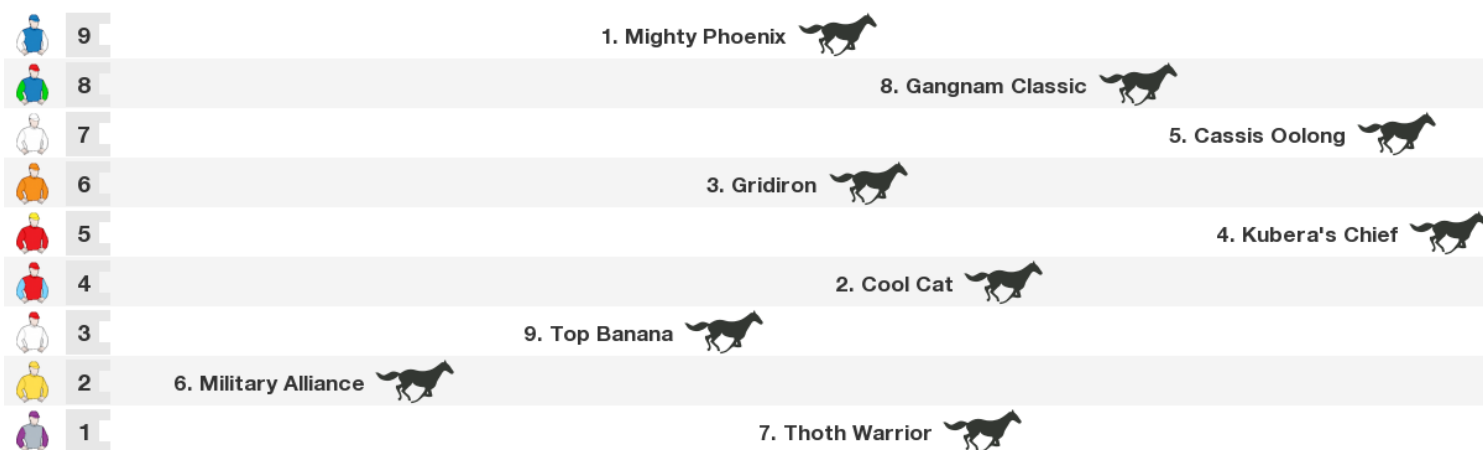 9 1. Mighty Phoenix
8 8. Gangnam Classic
7 5. Cassis Oolong
6 3. Gridiron
5 4. Kubera's Chief
4 2. Cool Cat
3 9. Top Banana
2 6. Military Alliance
1 7. Thoth Warrior